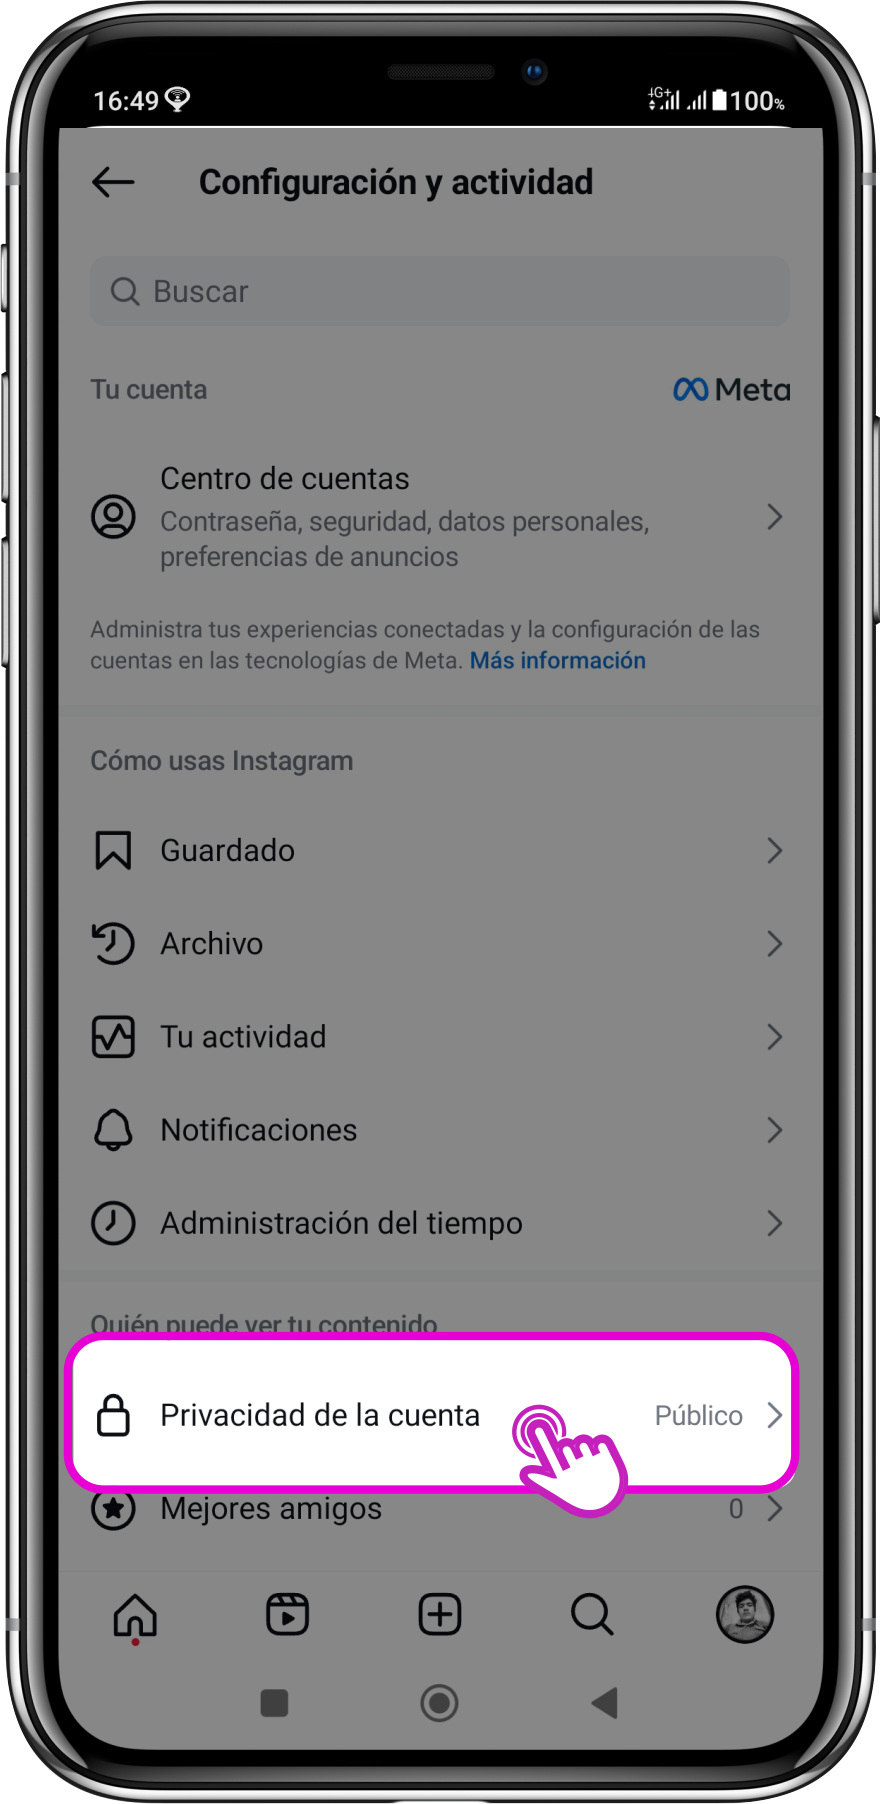 16:49 4G+ 100%
Configuración y actividad
Buscar
Tu cuenta Meta
Centro de cuentas
Contraseña, seguridad, datos personales,
preferencias de anuncios
Administra tus experiencias conectadas y la configuración de las
cuentas en las tecnologías de Meta. Más información
Cómo usas Instagram
Guardado
Archivo
Tu actividad
Notificaciones
Administración del tiempo
Quién puede ver tu contenido
Privacidad de la cuenta Público
Mejores amigos 0